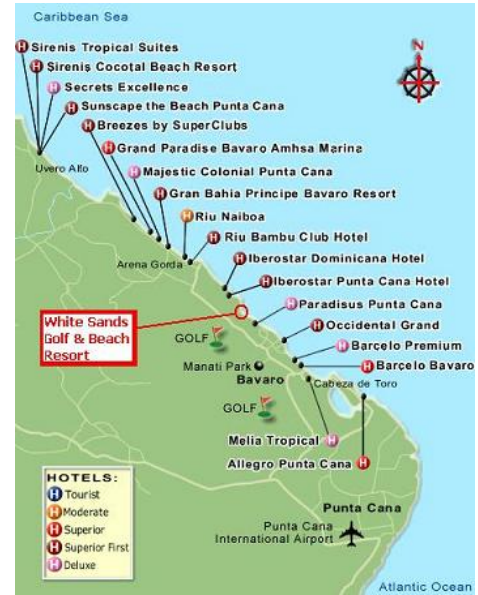 Caribbean Sea
N
H Sirenis Tropical Suites
H Sirenis Cocotal Beach Resort
H Secrets Excellence
H Sunscape the Beach Punta Cana
H Breezes by SuperClubs
H Grand Paradise Bavaro Amhsa Marina
Uvero Alto
H Majestic Colonial Punta Cana
H Gran Bahia Principe Bavaro Resort
H Riu Naiboa
H Riu Bambu Club Hotel
Arena Gorda
H Iberostar Dominicana Hotel
H Iberostar Punta Cana Hotel
H Paradisus Punta Cana
White Sands
Golf & Beach
Resort
H Occidental Grand
GOLF
H Barcelo Premium
Manati Park
H Barcelo Bavaro
Bavaro
Cabeza de Toro
GOLF
Melia Tropical H
Allegro Punta Cana H
HOTELS:
H Tourist
H Moderate
H Superior
H Superior First
H Deluxe
Punta Cana
Punta Cana
International Airport
Atlantic Ocean